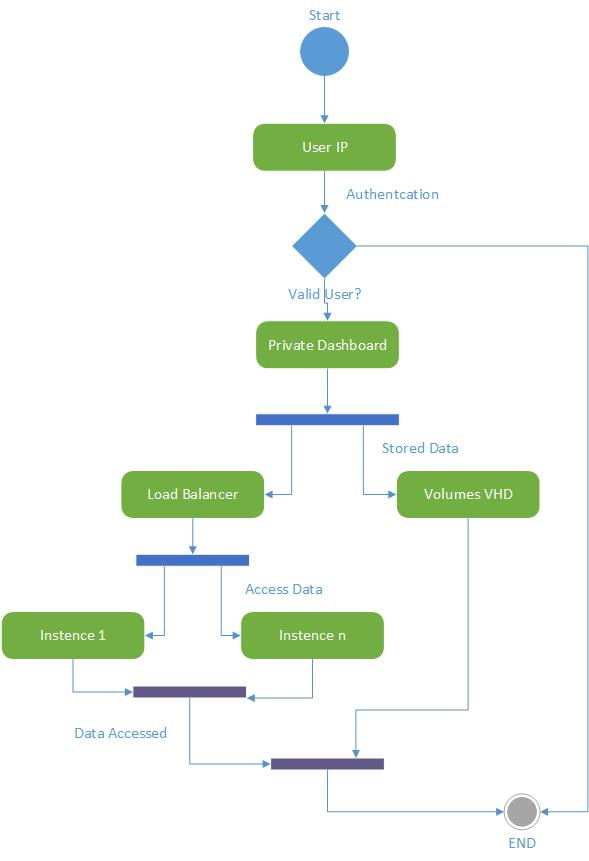 Start
User IP
Authentcation
Valid User?
Private Dashboard
Stored Data
Load Balancer
Volumes VHD
Access Data
Instence 1
Instence n
Data Accessed
END